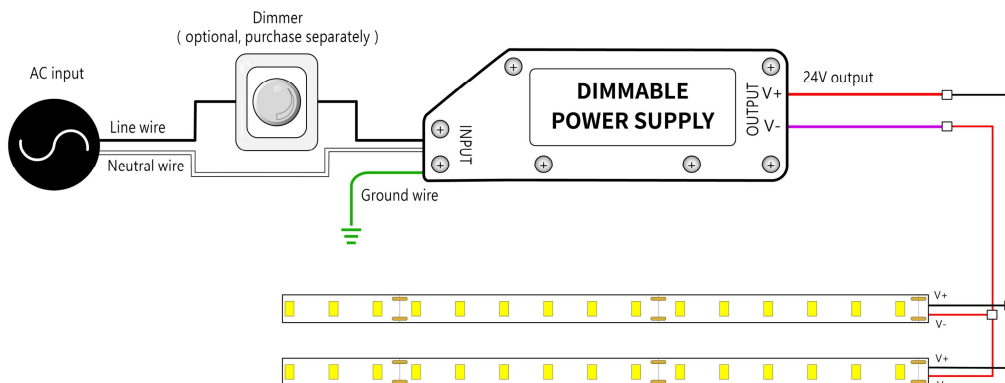 Dimmer
( optional, purchase separately )
AC input
Line wire
Neutral wire
Ground wire
INPUT
DIMMABLE
POWER SUPPLY
OUTPUT
V+
V-
24V output
V+
V-
V+
V-